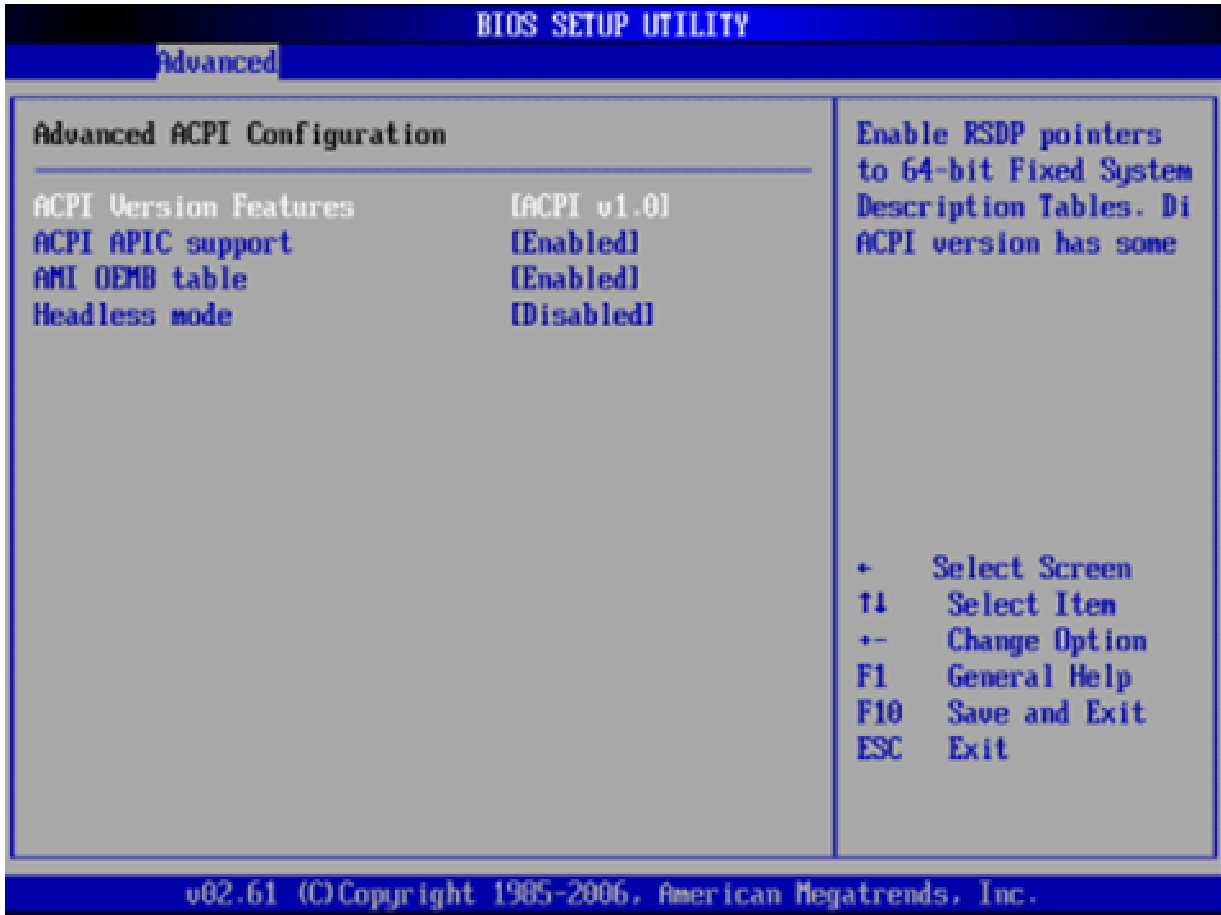 BIOS SETUP UTILITY
Advanced
Advanced ACPI Configuration
ACPI Version Features [ACPI v1.0]
ACPI APIC support [Enabled]
AMI OEMB table [Enabled]
Headless mode [Disabled]
Enable RSDP pointers
to 64-bit Fixed System
Description Tables. Di
ACPI version has some
← Select Screen
↑↓ Select Item
+- Change Option
F1 General Help
F10 Save and Exit
ESC Exit
v02.61 (C)Copyright 1985-2006, American Megatrends, Inc.